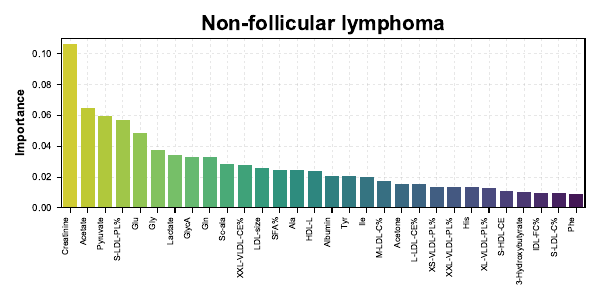 Non-follicular lymphoma
Importance
0.10
0.08
0.06
0.04
0.02
0.00
Creatinine
Acetate
Pyruvate
S-LDL-PL%
Glu
Gly
Lactate
GlycA
Gln
Sc-ala
XXL-VLDL-CE%
LDL-size
SFA%
Ala
HDL-L
Albumin
Tyr
Ile
M-LDL-C%
Acetone
L-LDL-CE%
XS-VLDL-PL%
XXL-VLDL-PL%
His
XL-VLDL-PL%
S-HDL-CE
3-Hydroxybutyrate
IDL-FC%
S-LDL-C%
Phe